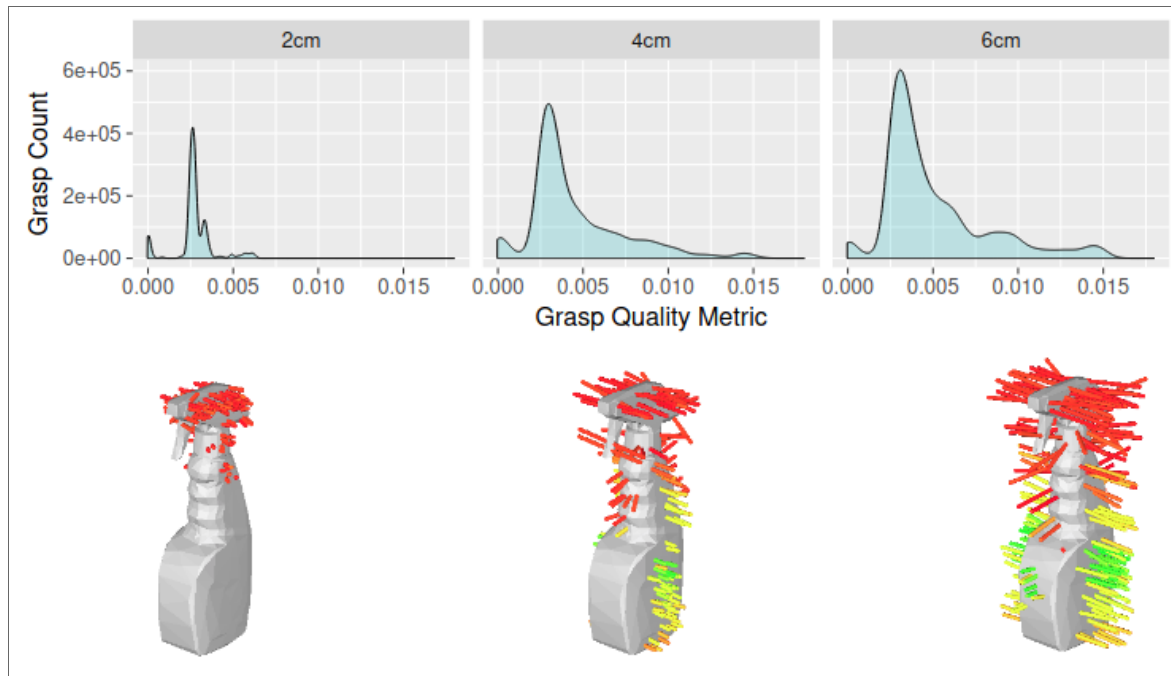 2cm 4cm 6cm
Grasp Count
6e+05
4e+05
2e+05
0e+00
0.000 0.005 0.010 0.015 0.000 0.005 0.010 0.015 0.000 0.005 0.010 0.015
Grasp Quality Metric